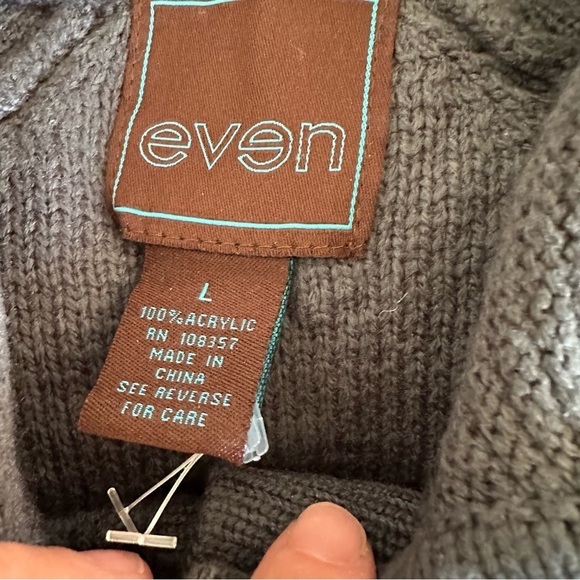 even
L
100% ACRYLIC
RN 108357
MADE IN
CHINA
SEE REVERSE
FOR CARE